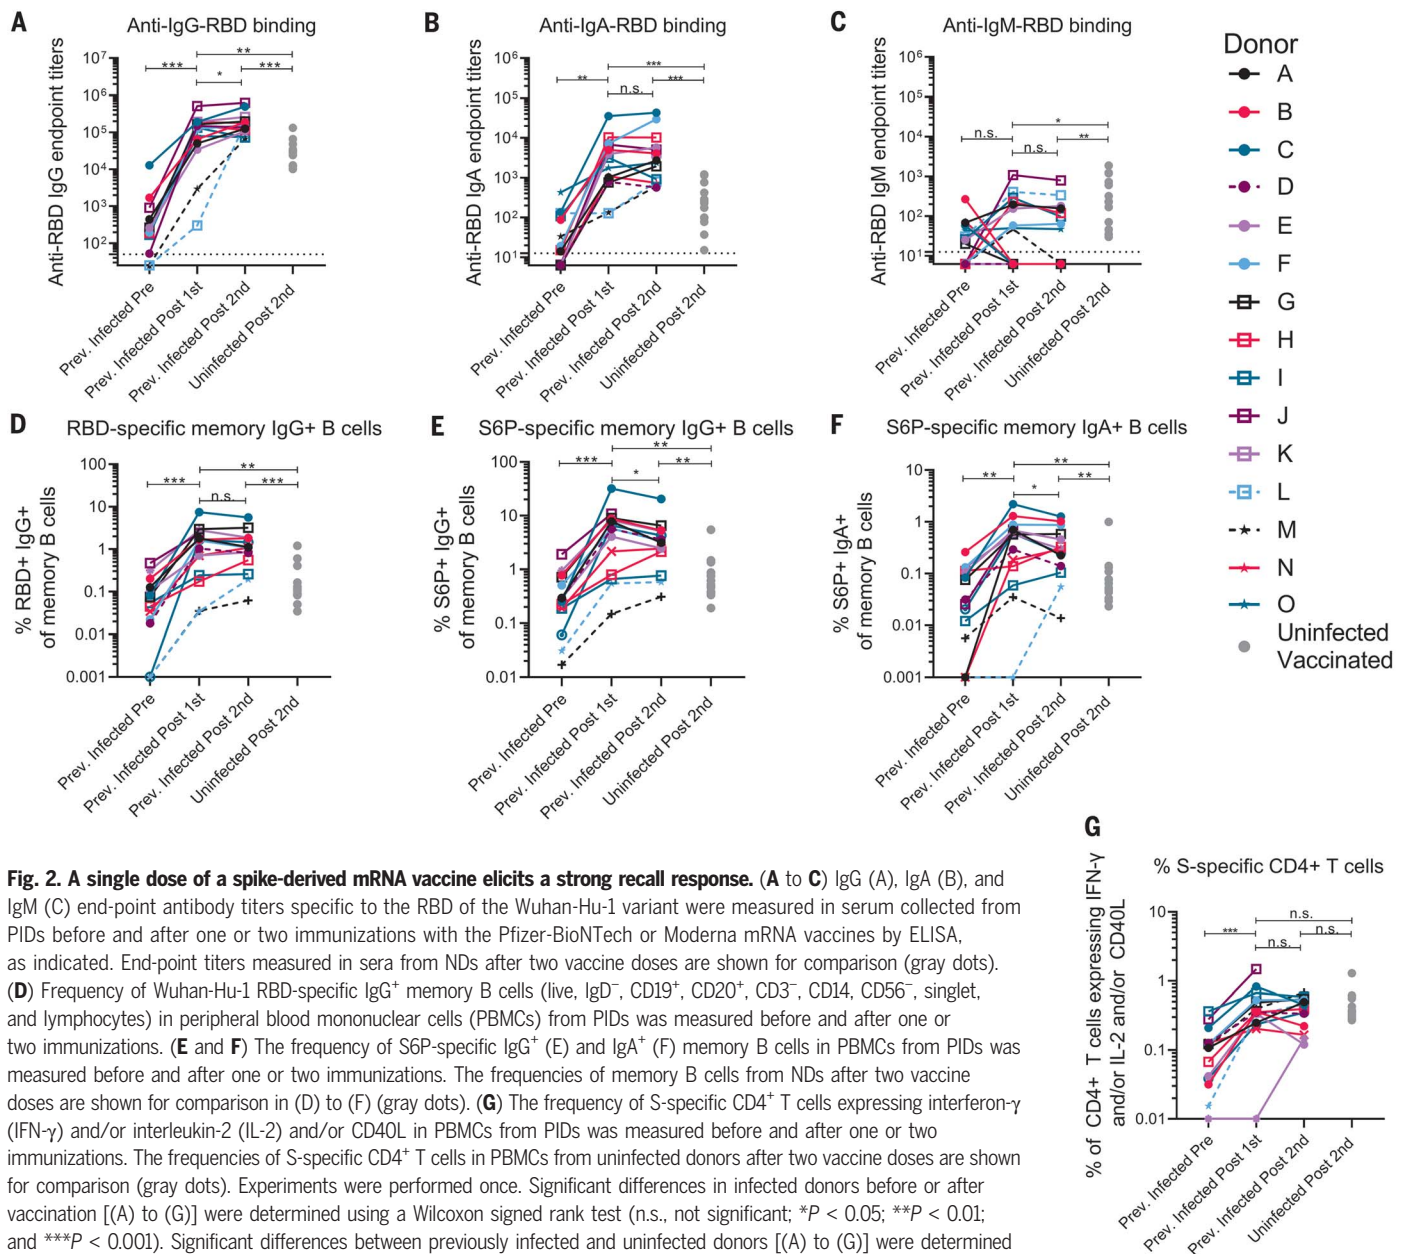 A
Anti-IgG-RBD binding
Anti-RBD IgG endpoint titers
10⁷
10⁶
10⁵
10⁴
10³
10²
***
*
**
***
Prev. Infected Pre
Prev. Infected Post 1st
Prev. Infected Post 2nd
Uninfected Post 2nd
B
Anti-IgA-RBD binding
Anti-RBD IgA endpoint titers
10⁶
10⁵
10⁴
10³
10²
10¹
**
n.s.
***
***
Prev. Infected Pre
Prev. Infected Post 1st
Prev. Infected Post 2nd
Uninfected Post 2nd
C
Anti-IgM-RBD binding
Anti-RBD IgM endpoint titers
10⁶
10⁵
10⁴
10³
10²
10¹
n.s.
n.s.
*
**
Prev. Infected Pre
Prev. Infected Post 1st
Prev. Infected Post 2nd
Uninfected Post 2nd
Donor
A
B
C
D
E
F
G
H
I
J
K
L
M
N
O
Uninfected
Vaccinated
D
RBD-specific memory IgG+ B cells
% RBD+ IgG+
of memory B cells
100
10
1
0.1
0.01
0.001
***
n.s.
**
***
Prev. Infected Pre
Prev. Infected Post 1st
Prev. Infected Post 2nd
Uninfected Post 2nd
E
S6P-specific memory IgG+ B cells
% S6P+ IgG+
of memory B cells
100
10
1
0.1
0.01
***
*
**
**
Prev. Infected Pre
Prev. Infected Post 1st
Prev. Infected Post 2nd
Uninfected Post 2nd
F
S6P-specific memory IgA+ B cells
% S6P+ IgA+
of memory B cells
10
1
0.1
0.01
0.001
**
*
**
**
Prev. Infected Pre
Prev. Infected Post 1st
Prev. Infected Post 2nd
Uninfected Post 2nd
G
% S-specific CD4+ T cells
% of CD4+ T cells expressing IFN-γ
and/or IL-2 and/or CD40L
10
1
0.1
0.01
***
n.s.
n.s.
n.s.
Prev. Infected Pre
Prev. Infected Post 1st
Prev. Infected Post 2nd
Uninfected Post 2nd
Fig. 2. A single dose of a spike-derived mRNA vaccine elicits a strong recall response. (A to C) IgG (A), IgA (B), and
IgM (C) end-point antibody titers specific to the RBD of the Wuhan-Hu-1 variant were measured in serum collected from
PIDs before and after one or two immunizations with the Pfizer-BioNTech or Moderna mRNA vaccines by ELISA,
as indicated. End-point titers measured in sera from NDs after two vaccine doses are shown for comparison (gray dots).
(D) Frequency of Wuhan-Hu-1 RBD-specific IgG⁺ memory B cells (live, IgD⁻, CD19⁺, CD20⁺, CD3⁻, CD14, CD56⁻, singlet,
and lymphocytes) in peripheral blood mononuclear cells (PBMCs) from PIDs was measured before and after one or
two immunizations. (E and F) The frequency of S6P-specific IgG⁺ (E) and IgA⁺ (F) memory B cells in PBMCs from PIDs was
measured before and after one or two immunizations. The frequencies of memory B cells from NDs after two vaccine
doses are shown for comparison in (D) to (F) (gray dots). (G) The frequency of S-specific CD4⁺ T cells expressing interferon-γ
(IFN-γ) and/or interleukin-2 (IL-2) and/or CD40L in PBMCs from PIDs was measured before and after one or two
immunizations. The frequencies of S-specific CD4⁺ T cells in PBMCs from uninfected donors after two vaccine doses are shown
for comparison (gray dots). Experiments were performed once. Significant differences in infected donors before or after
vaccination [(A) to (G)] were determined using a Wilcoxon signed rank test (n.s., not significant; *P < 0.05; **P < 0.01;
and ***P < 0.001). Significant differences between previously infected and uninfected donors [(A) to (G)] were determined